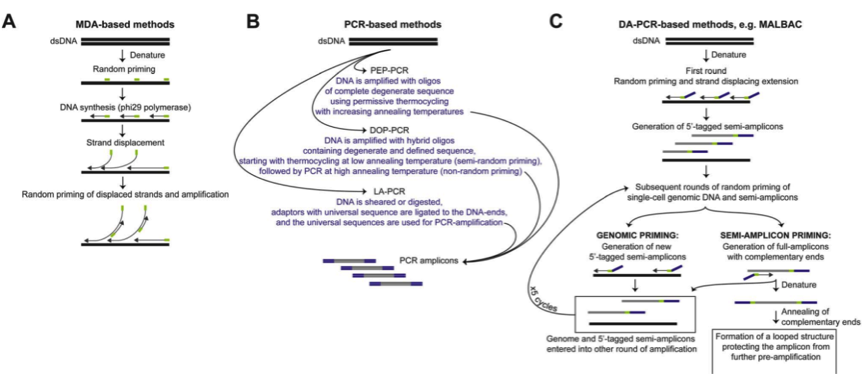 A
MDA-based methods
dsDNA
Denature
Random priming
DNA synthesis (phi29 polymerase)
Strand displacement
Random priming of displaced strands and amplification
B
PCR-based methods
dsDNA
PEP-PCR
DNA is amplified with oligos
of complete degenerate sequence
using permissive thermocycling
with increasing annealing temperatures
DOP-PCR
DNA is amplified with hybrid oligos
containing degenerate and defined sequence,
starting with thermocycling at low annealing temperature (semi-random priming),
followed by PCR at high annealing temperature (non-random priming)
LA-PCR
DNA is sheared or digested,
adaptors with universal sequence are ligated to the DNA-ends,
and the universal sequences are used for PCR-amplification
PCR amplicons
C
DA-PCR-based methods, e.g. MALBAC
dsDNA
Denature
First round
Random priming and strand displacing extension
Generation of 5'-tagged semi-amplicons
Subsequent rounds of random priming of
single-cell genomic DNA and semi-amplicons
GENOMIC PRIMING:
Generation of new
5'-tagged semi-amplicons
x5 cycles
Genome and 5'-tagged semi-amplicons
entered into other round of amplification
SEMI-AMPLICON PRIMING:
Generation of full-amplicons
with complementary ends
Denature
Annealing of
complementary ends
Formation of a looped structure
protecting the amplicon from
further pre-amplification